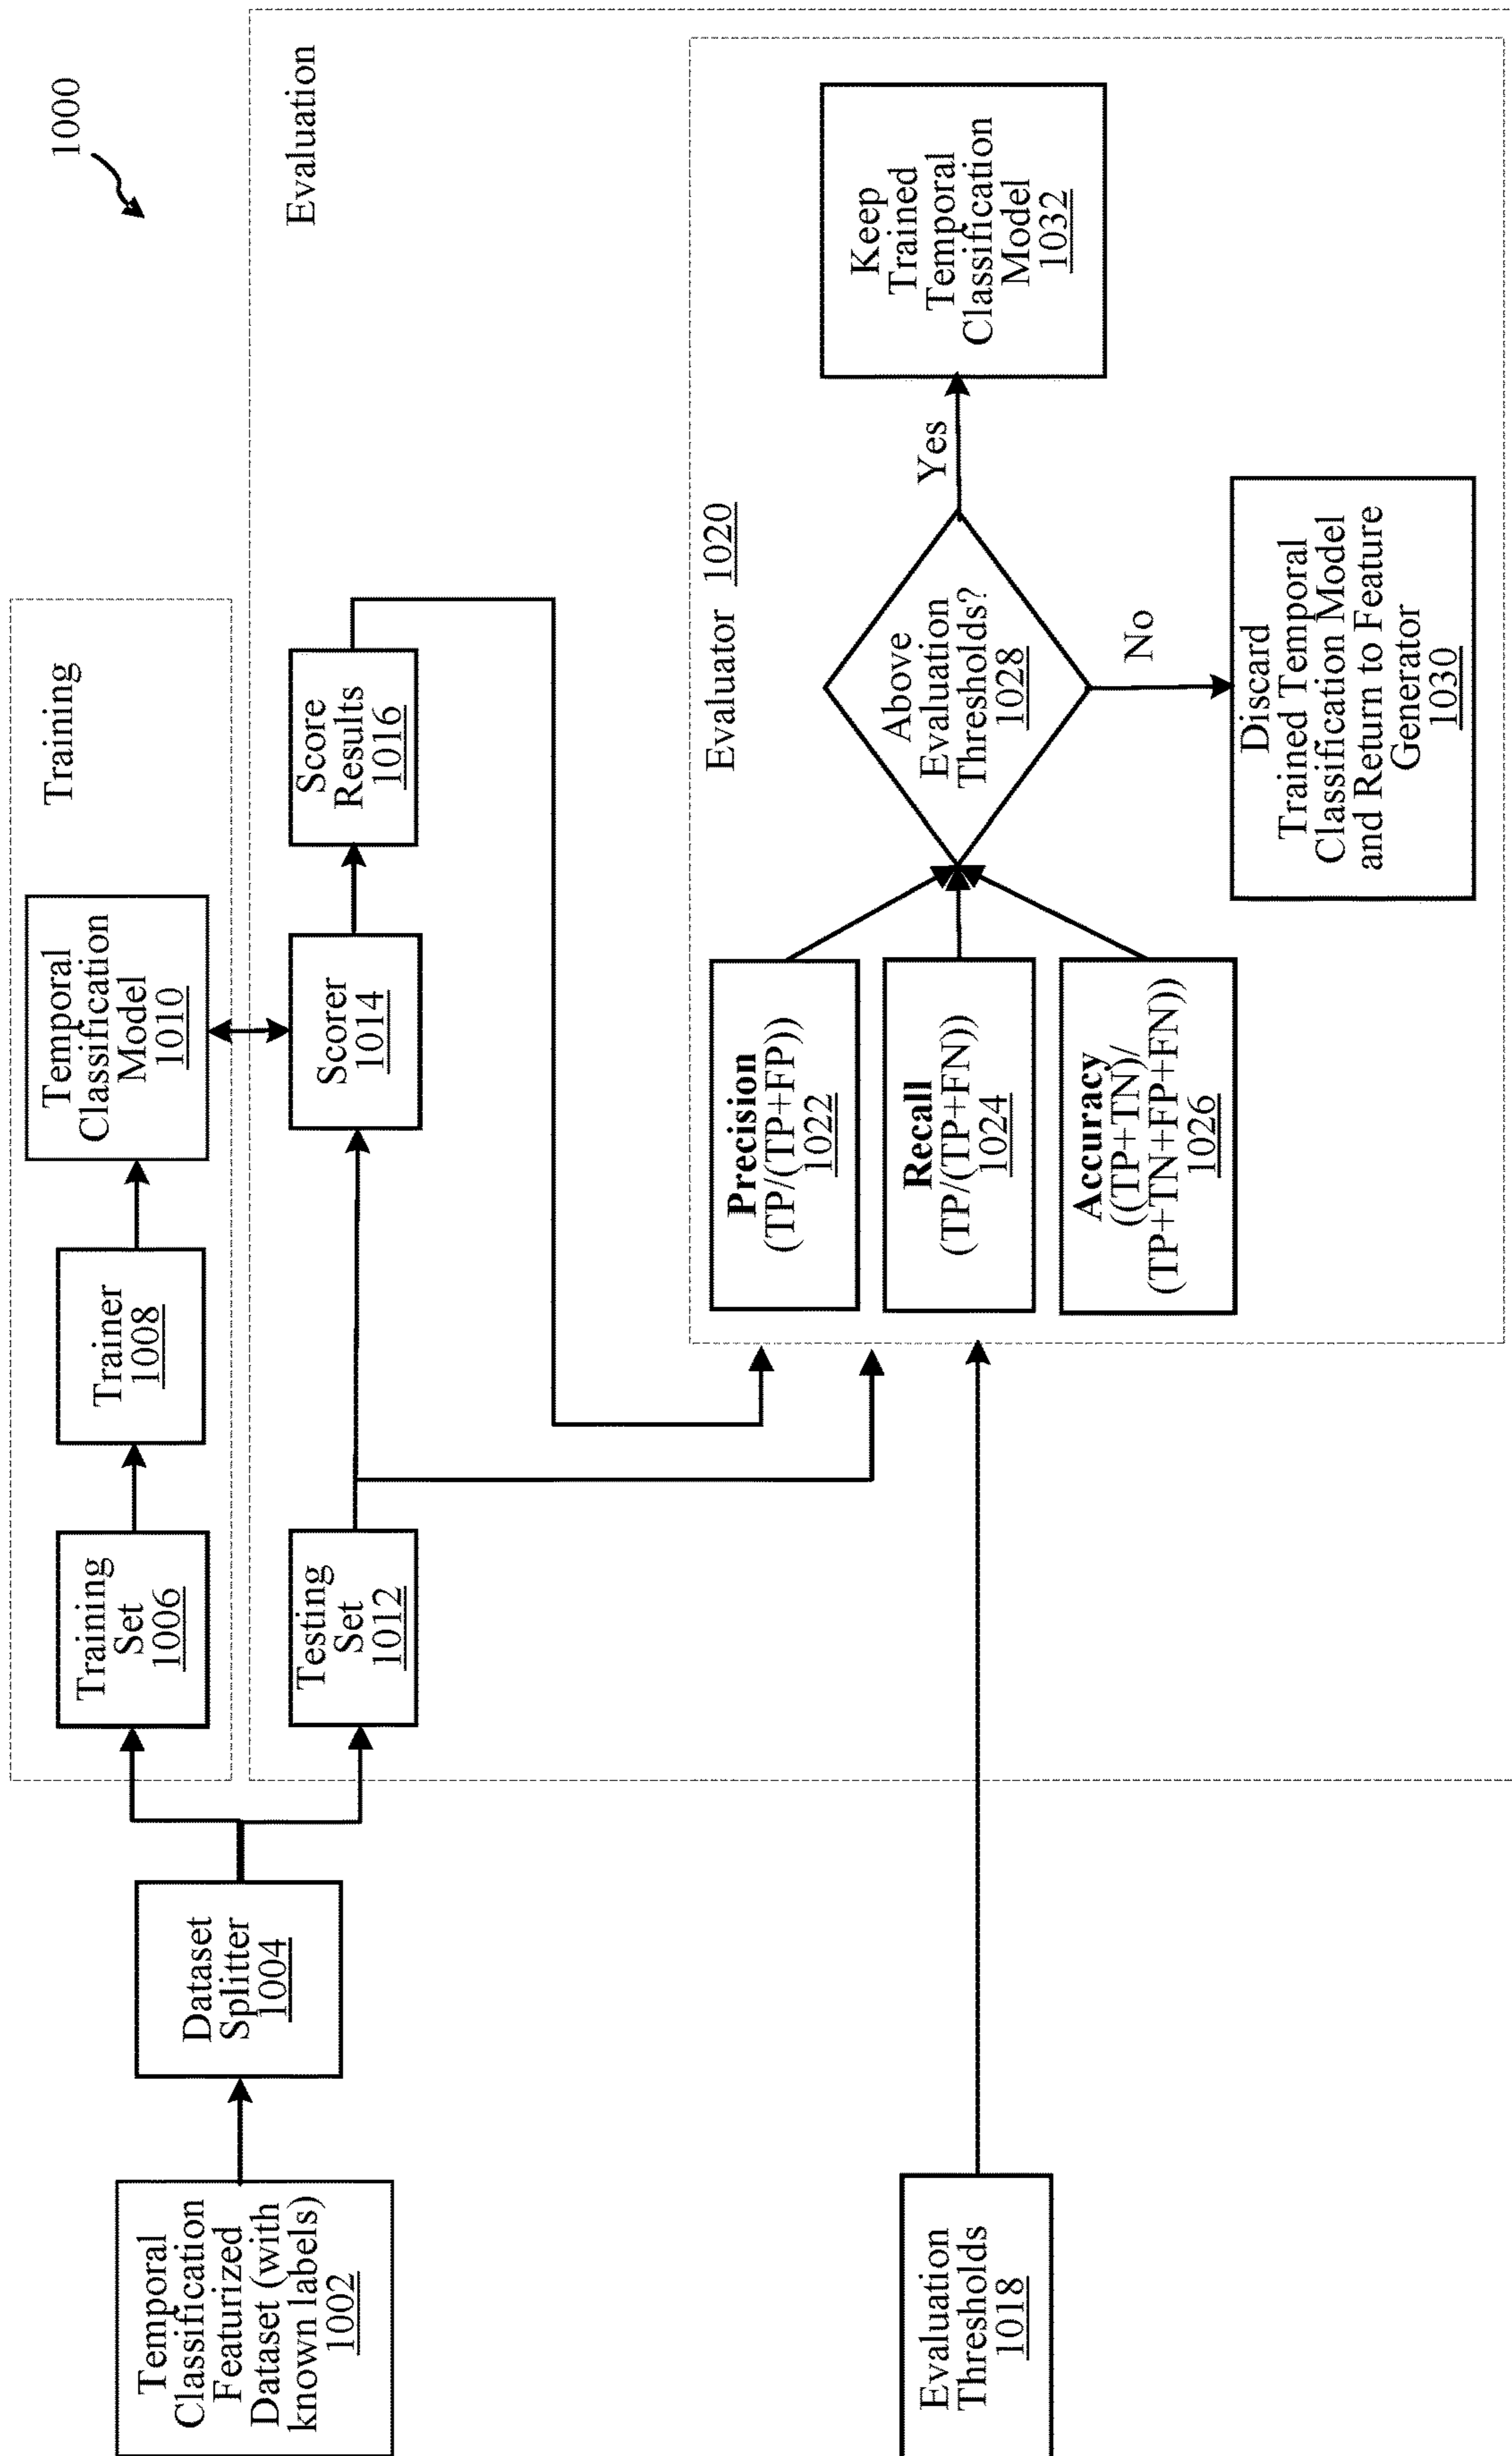 1000
Training
Evaluation
Temporal
Classification
Featurized
Dataset (with
known labels)
1002
Dataset
Splitter
1004
Training
Set
1006
Trainer
1008
Temporal
Classification
Model
1010
Testing
Set
1012
Scorer
1014
Score
Results
1016
Evaluation
Thresholds
1018
Evaluator 1020
Precision
(TP/(TP+FP))
1022
Recall
(TP/(TP+FN))
1024
Accuracy
((TP+TN)/
(TP+TN+FP+FN))
1026
Above
Evaluation
Thresholds?
1028
Yes
No
Keep
Trained
Temporal
Classification
Model
1032
Discard
Trained Temporal
Classification Model
and Return to Feature
Generator
1030